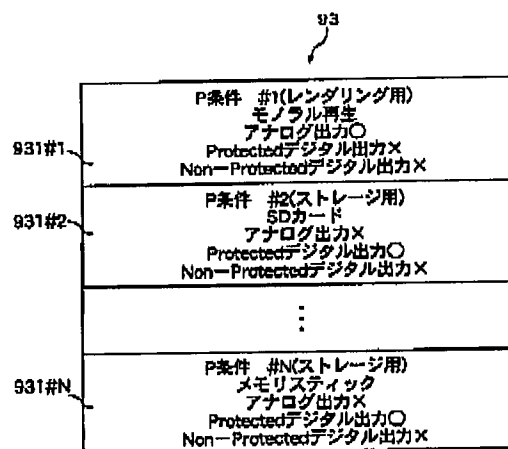 93
P条件 #1(レンダリング用)
モノラル再生
アナログ出力○
Protectedデジタル出力×
Non-Protectedデジタル出力×
931#1
P条件 #2(ストレージ用)
SDカード
アナログ出力×
Protectedデジタル出力○
Non-Protectedデジタル出力×
931#2
⋮
P条件 #N(ストレージ用)
メモリスティック
アナログ出力×
Protectedデジタル出力○
Non-Protectedデジタル出力×
931#N